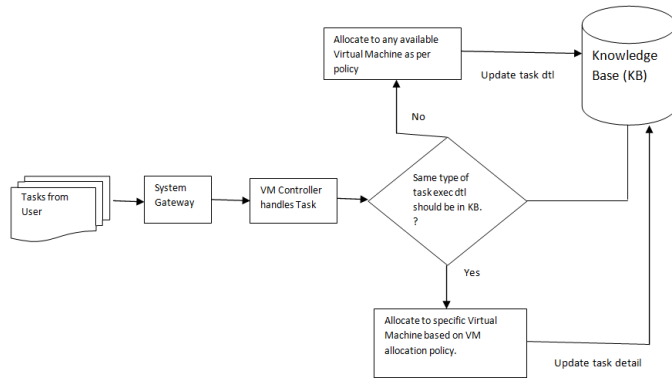 Allocate to any available
Virtual Machine as per
policy
Update task dtl
Knowledge
Base (KB)
No
Tasks from
User
System
Gateway
VM Controller
handles Task
Same type of
task exec dtl
should be in KB.
?
Yes
Allocate to specific Virtual
Machine based on VM
allocation policy.
Update task detail